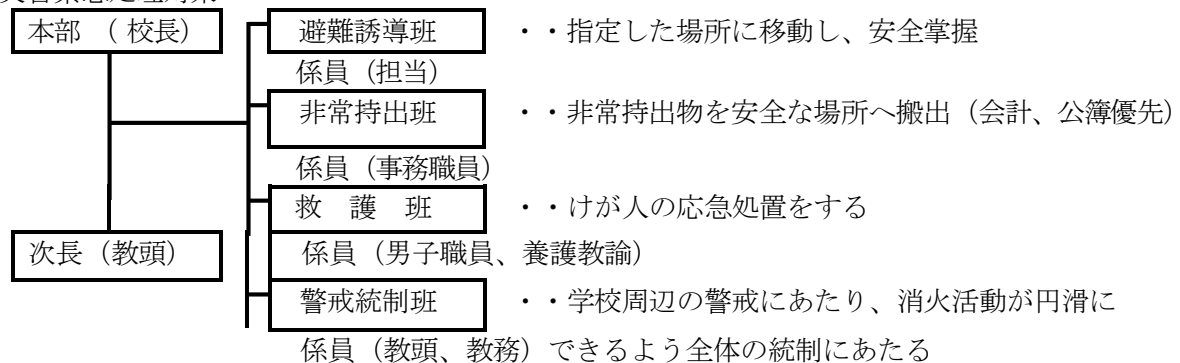 本部 （校長）
避難誘導班 ・・指定した場所に移動し、安全掌握
係員（担当）
非常持出班 ・・非常持出物を安全な場所へ搬出（会計、公簿優先）
係員（事務職員）
救 護 班 ・・けが人の応急処置をする
次長（教頭）
係員（男子職員、養護教論）
警戒統制班 ・・学校周辺の警戒にあたり、消火活動が円滑に
係員（教頭、教務）できるよう全体の統制にあたる